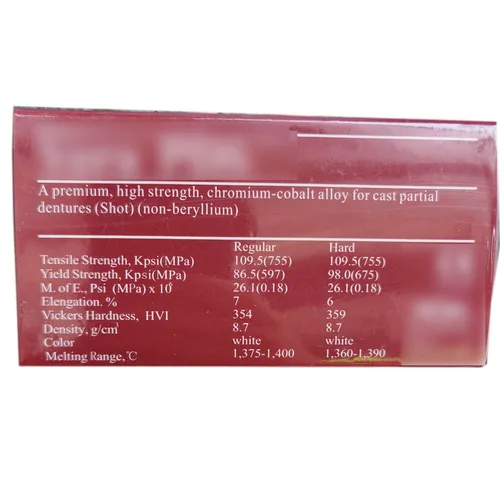 A premium, high strength, chromium-cobalt alloy for cast partial
dentures (Shot) (non-beryllium)
Regular Hard
Tensile Strength, Kpsi(MPa) 109.5(755) 109.5(755)
Yield Strength, Kpsi(MPa) 86.5(597) 98.0(675)
M. of E., Psi (MPa) x 10⁶ 26.1(0.18) 26.1(0.18)
Elengation. % 7 6
Vickers Hardness, HVI 354 359
Density, g/cm³ 8.7 8.7
Color white white
Melting Range,℃ 1,375-1,400 1,360-1,390